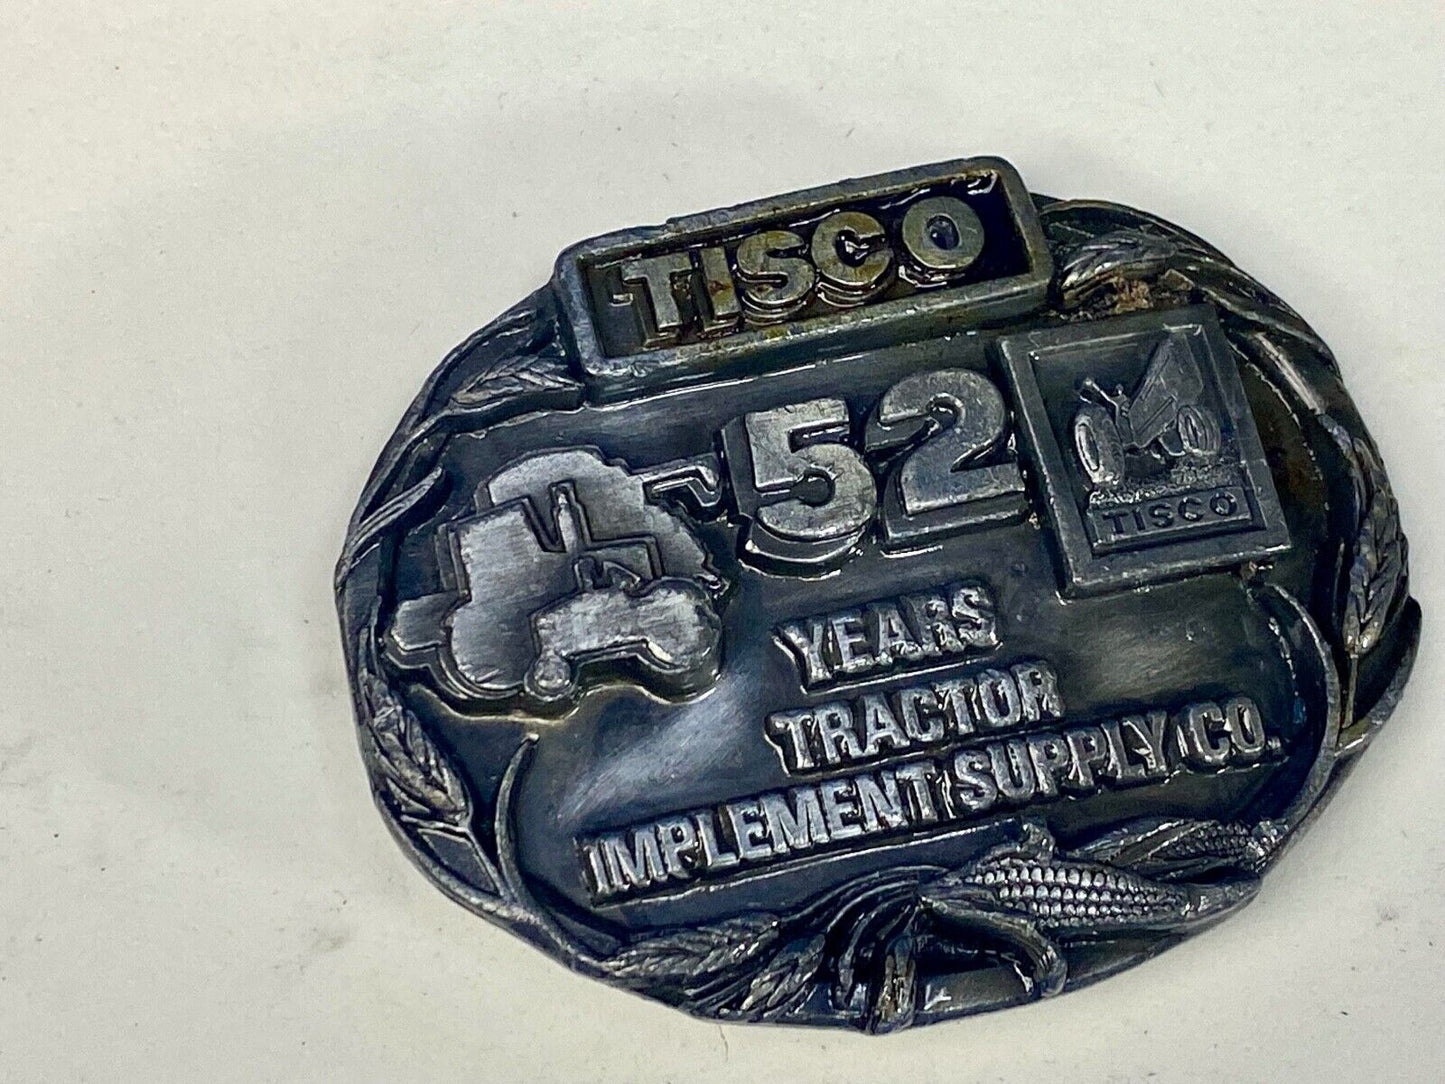 TISCO
52
TISCO
YEARS
TRACTOR
IMPLEMENT SUPPLY CO.